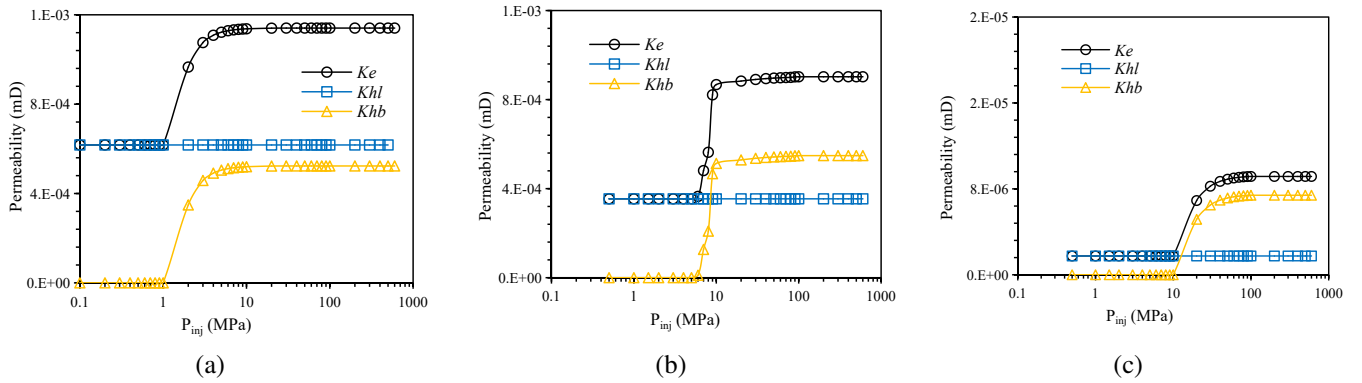 1.E-03
8.E-04
4.E-04
0.E+00
Permeability (mD)
Ke
Khl
Khb
0.1 1 10 100 1000
P_inj (MPa)
(a)
1.E-03
8.E-04
4.E-04
0.E+00
Permeability (mD)
Ke
Khl
Khb
0.1 1 10 100 1000
P_inj (MPa)
(b)
2.E-05
2.E-05
8.E-06
0.E+00
Permeability (mD)
Ke
Khl
Khb
0.1 1 10 100 1000
P_inj (MPa)
(c)